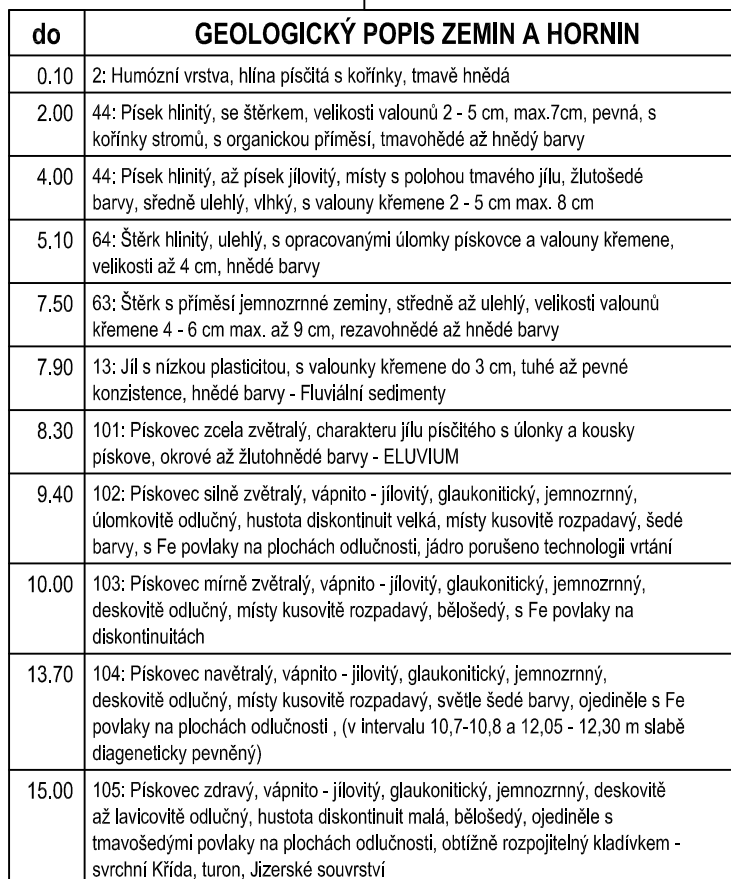 do GEOLOGICKÝ POPIS ZEMIN A HORNIN
0.10 2: Humózní vrstva, hlína písčitá s kořínky, tmavě hnědá
2.00 44: Písek hlinitý, se štěrkem, velikosti valounů 2 - 5 cm, max.7cm, pevná, s
kořínky stromů, s organickou příměsí, tmavohědé až hnědý barvy
4.00 44: Písek hlinitý, až písek jílovitý, místy s polohou tmavého jílu, žlutošedé
barvy, sředně ulehlý, vlhký, s valouny křemene 2 - 5 cm max. 8 cm
5.10 64: Štěrk hlinitý, ulehlý, s opracovanými úlomky pískovce a valouny křemene,
velikosti až 4 cm, hnědé barvy
7.50 63: Štěrk s příměsí jemnozrnné zeminy, středně až ulehlý, velikosti valounů
křemene 4 - 6 cm max. až 9 cm, rezavohnědé až hnědé barvy
7.90 13: Jíl s nízkou plasticitou, s valounky křemene do 3 cm, tuhé až pevné
konzistence, hnědé barvy - Fluviální sedimenty
8.30 101: Pískovec zcela zvětralý, charakteru jílu písčitého s úlonky a kousky
pískove, okrové až žlutohnědé barvy - ELUVIUM
9.40 102: Pískovec silně zvětralý, vápnito - jílovitý, glaukonitický, jemnozrnný,
úlomkovitě odlučný, hustota diskontinuit velká, místy kusovitě rozpadavý, šedé
barvy, s Fe povlaky na plochách odlučnosti, jádro porušeno technologii vrtání
10.00 103: Pískovec mírně zvětralý, vápnito - jílovitý, glaukonitický, jemnozrnný,
deskovitě odlučný, místy kusovitě rozpadavý, bělošedý, s Fe povlaky na
diskontinuitách
13.70 104: Pískovec navětralý, vápnito - jilovitý, glaukonitický, jemnozrnný,
deskovitě odlučný, místy kusovitě rozpadavý, světle šedé barvy, ojediněle s Fe
povlaky na plochách odlučnosti , (v intervalu 10,7-10,8 a 12,05 - 12,30 m slabě
diageneticky pevněný)
15.00 105: Pískovec zdravý, vápnito - jílovitý, glaukonitický, jemnozrnný, deskovitě
až lavicovitě odlučný, hustota diskontinuit malá, bělošedý, ojediněle s
tmavošedými povlaky na plochách odlučnosti, obtížně rozpojitelný kladívkem -
svrchní Křída, turon, Jizerské souvrství